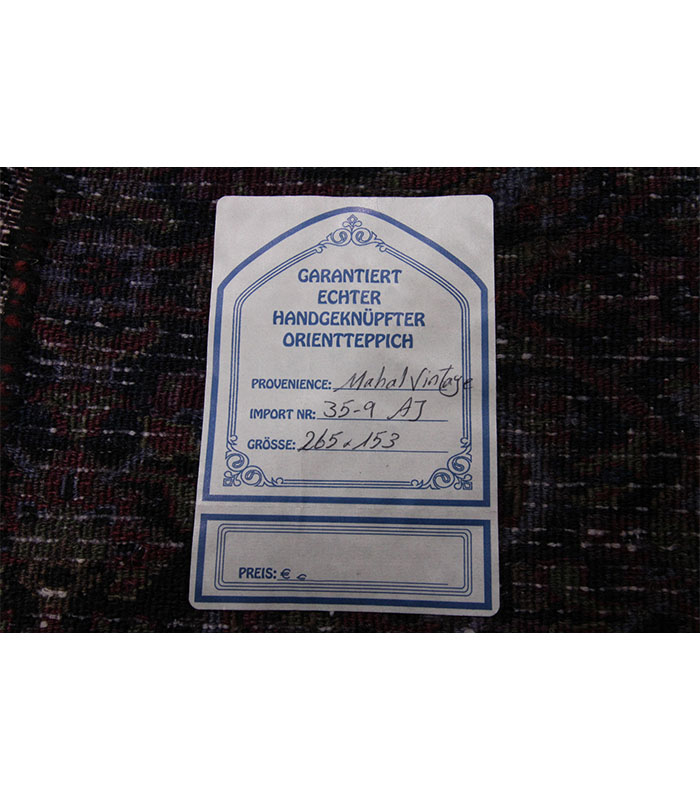 GARANTIERT
ECHTER
HANDGEKNÜPFTER
ORIENTTEPPICH
PROVENIENCE: Mahal Vintage
IMPORT NR: 35-9 AJ
GRÖSSE: 265 x 153
PREIS: €